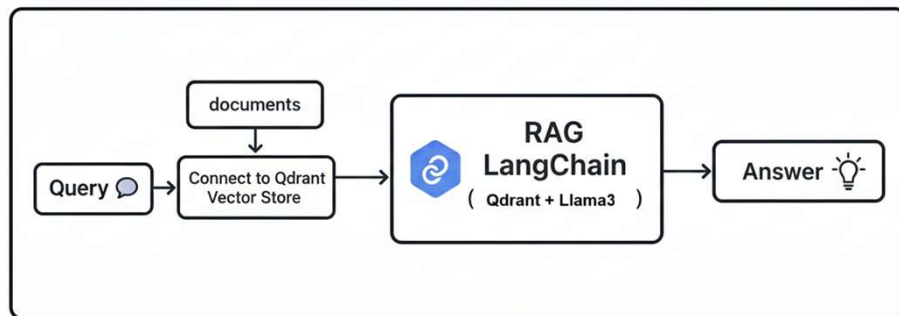 documents
Query
Connect to Qdrant
Vector Store
RAG
LangChain
( Qdrant + Llama3 )
Answer